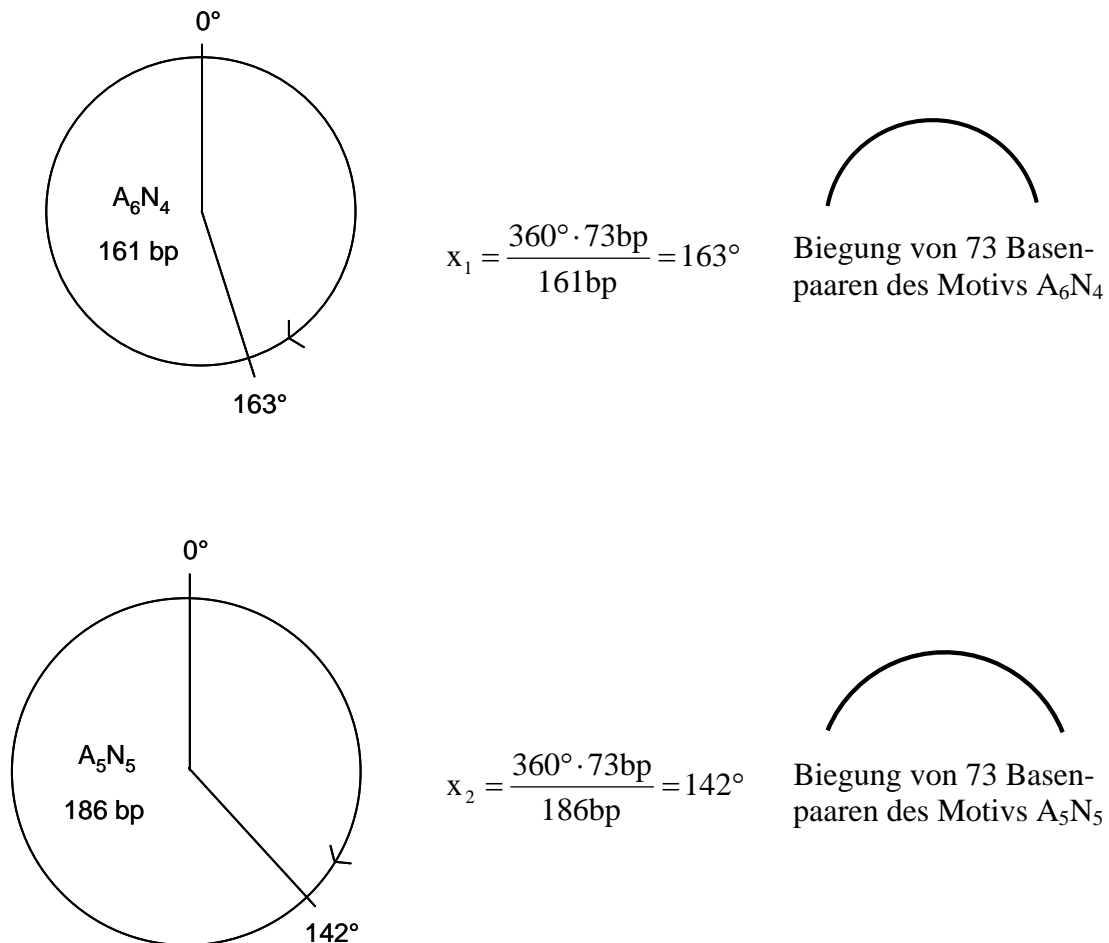 0°
A₆N₄
161 bp
163°
x₁ = 360° · 73bp / 161bp = 163°
Biegung von 73 Basen-
paaren des Motivs A₆N₄
0°
A₅N₅
186 bp
142°
x₂ = 360° · 73bp / 186bp = 142°
Biegung von 73 Basen-
paaren des Motivs A₅N₅